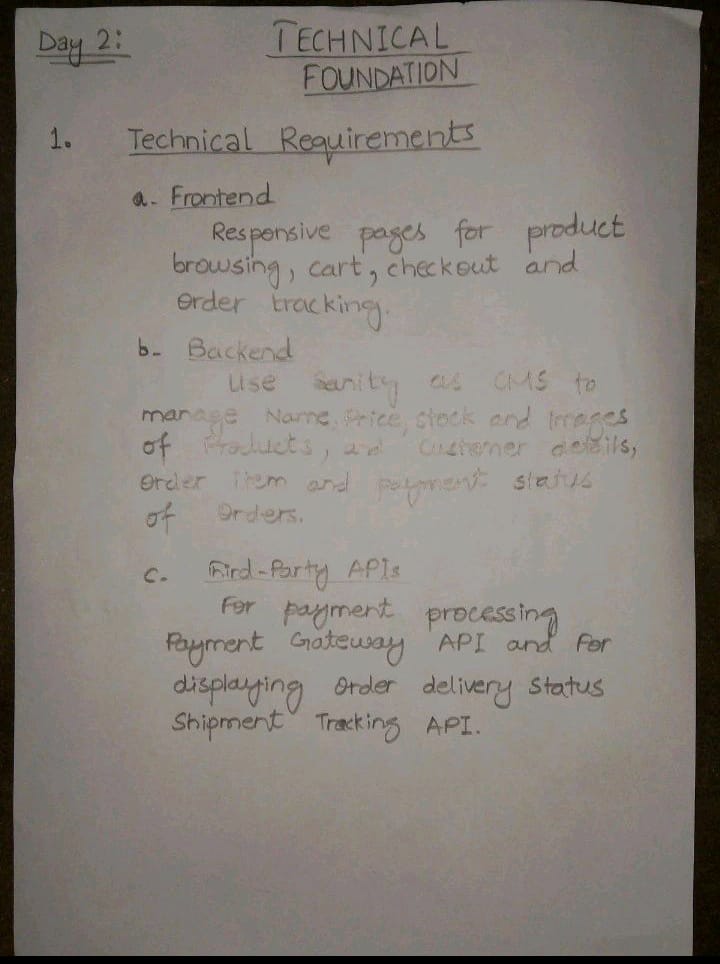 Day 2:
TECHNICAL
FOUNDATION
1. Technical Requirements
a- Frontend
Responsive pages for product
browsing, cart, checkout and
order tracking.
b- Backend
Use Sanity as CMS to
manage Name, Price, stock and Images
of Products, and Customer details,
order item and payment status
of Orders.
c- Third-Party APIs
For payment processing
Payment Gateway API and For
displaying Order delivery Status
Shipment Tracking API.